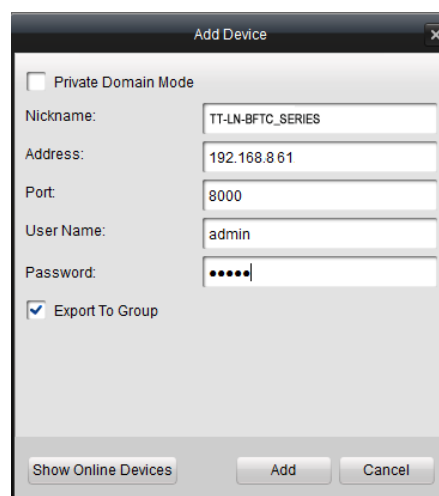 Add Device
Private Domain Mode
Nickname: TT-LN-BFTC_SERIES
Address: 192.168.8 61
Port: 8000
User Name: admin
Password: •••••
Export To Group
Show Online Devices Add Cancel